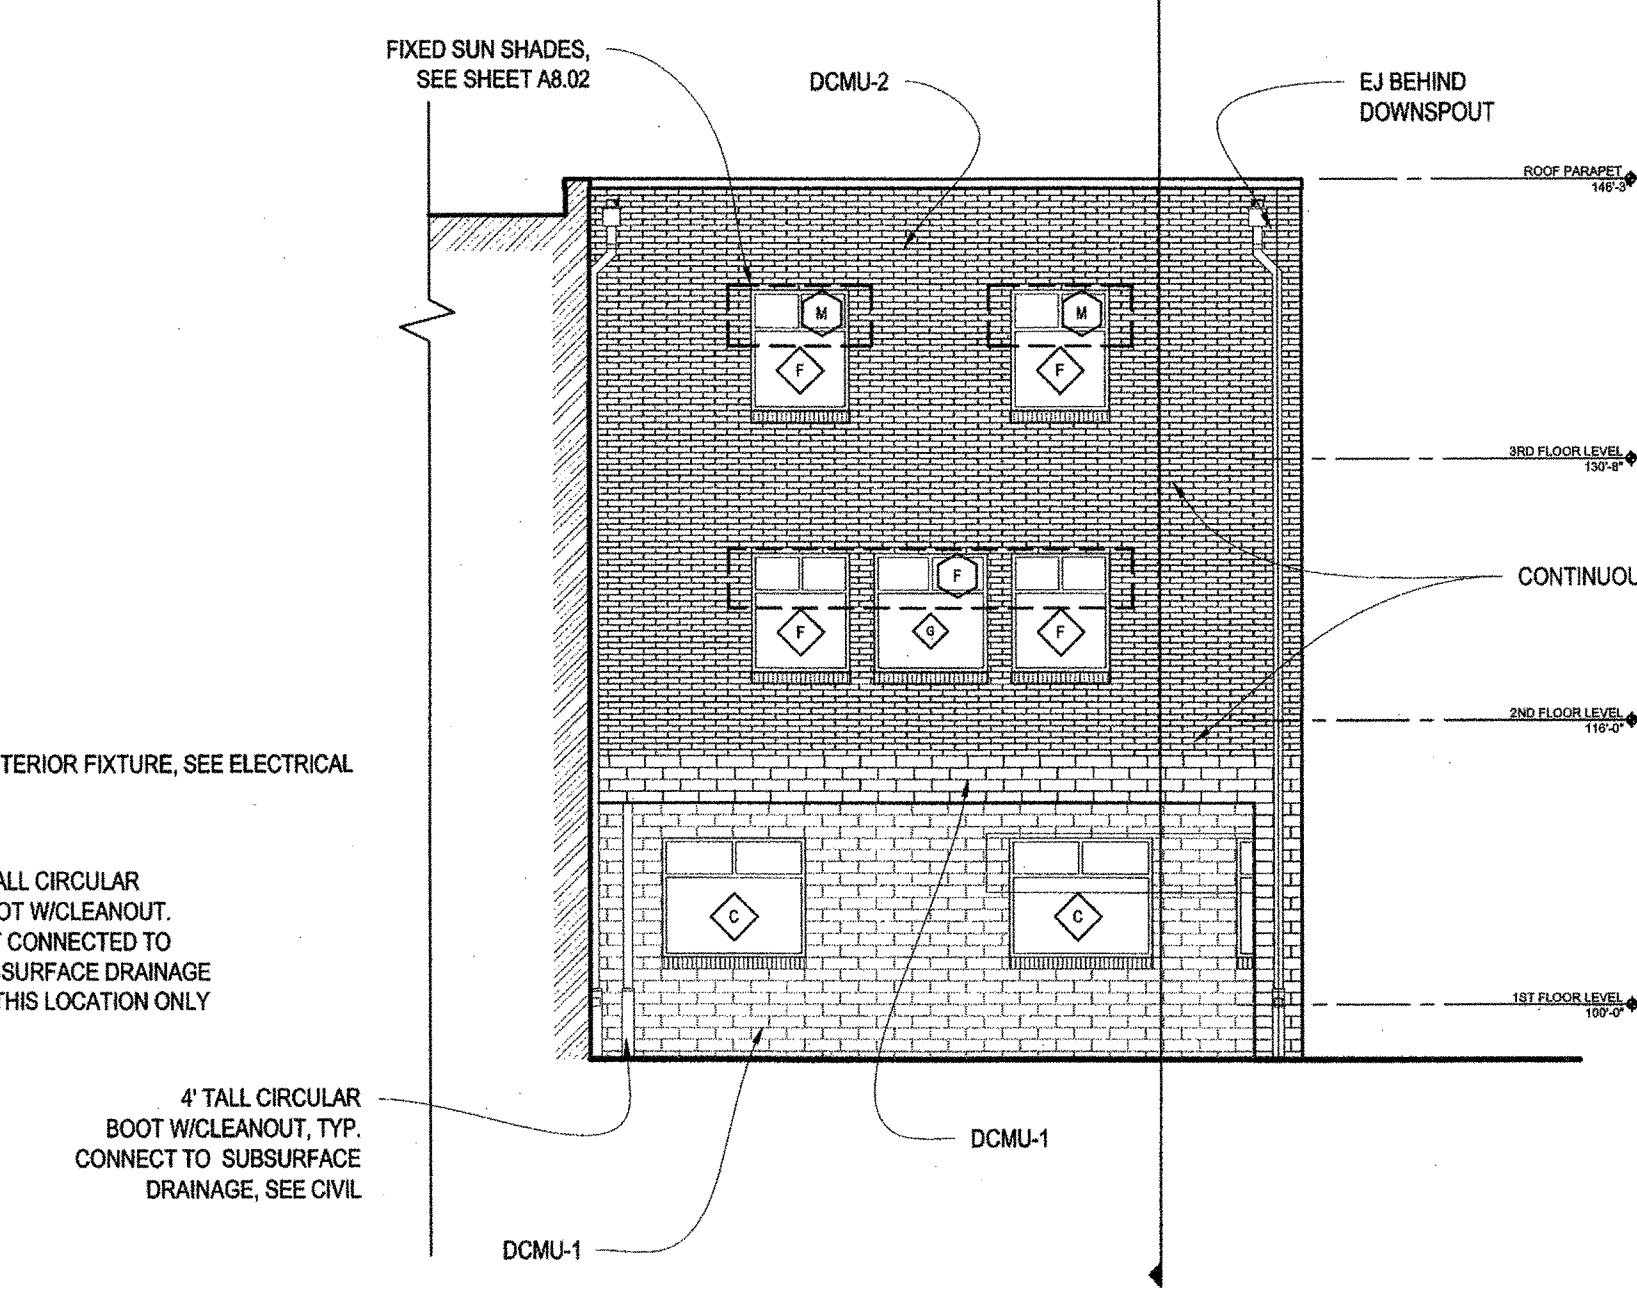 FIXED SUN SHADES,
SEE SHEET A8.02
DCMU-2
EJ BEHIND
DOWNSPOUT
ROOF PARAPET
146'-3
M
M
F
F
3RD FLOOR LEVEL
130'-8"
F
F
G
F
CONTINUOU
2ND FLOOR LEVEL
116'-0"
TERIOR FIXTURE, SEE ELECTRICAL
ALL CIRCULAR
OT W/CLEANOUT.
T CONNECTED TO
SURFACE DRAINAGE
THIS LOCATION ONLY
C
C
1ST FLOOR LEVEL
100'-0"
4' TALL CIRCULAR
BOOT W/CLEANOUT, TYP.
CONNECT TO SUBSURFACE
DRAINAGE, SEE CIVIL
DCMU-1
DCMU-1